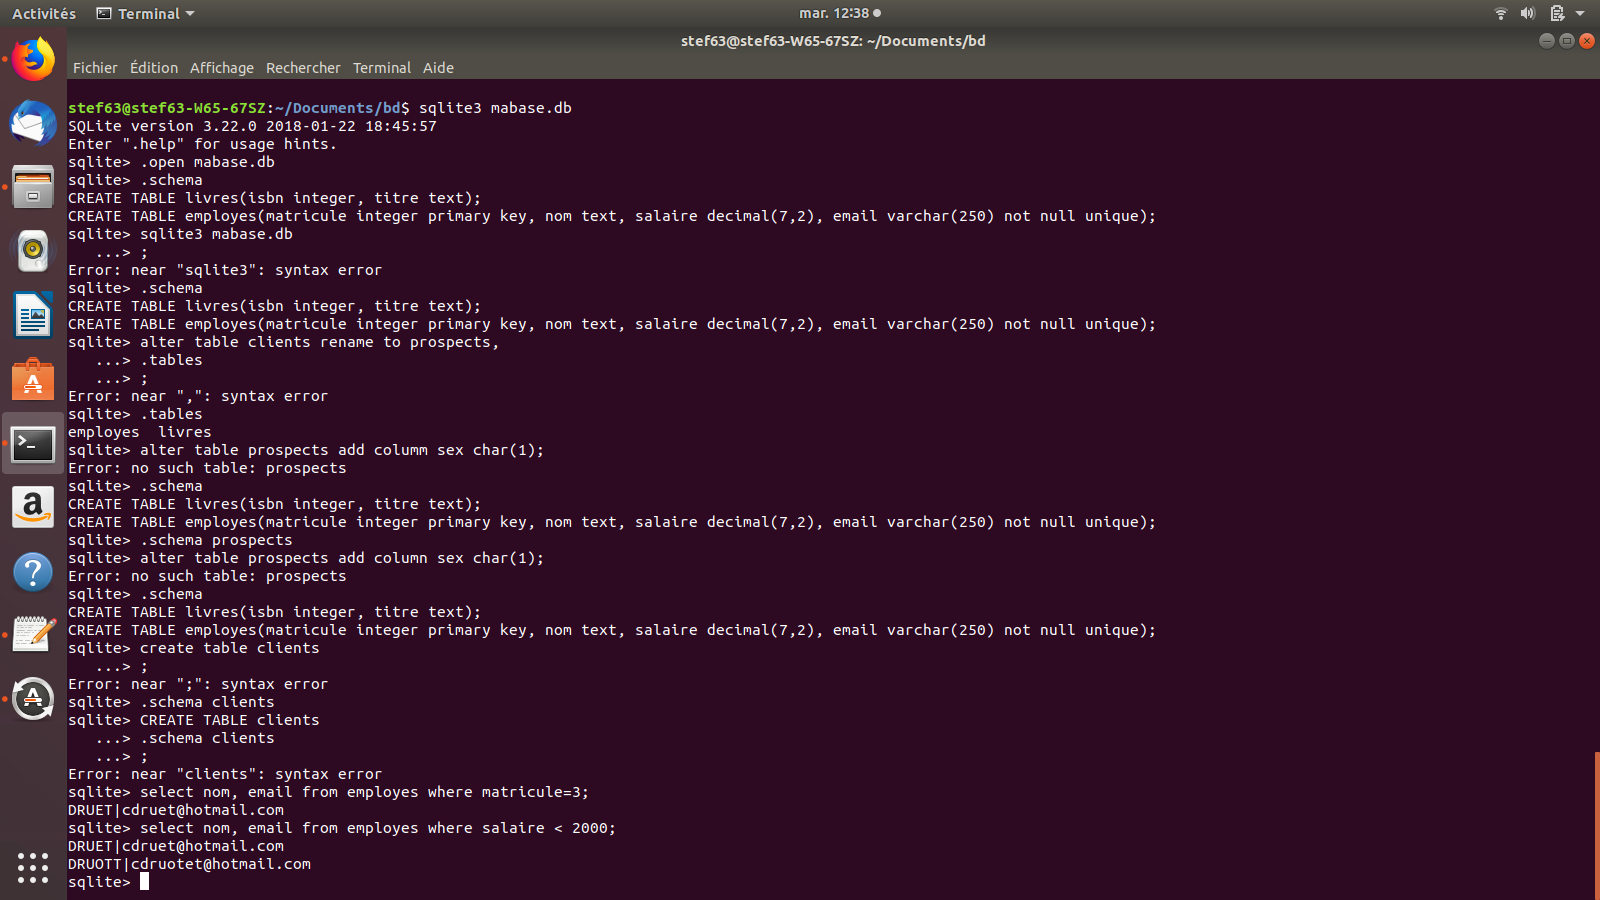 Activités Terminal mar. 12:38
stef63@stef63-W65-67SZ: ~/Documents/bd
Fichier Édition Affichage Rechercher Terminal Aide
stef63@stef63-W65-67SZ:~/Documents/bd$ sqlite3 mabase.db
SQLite version 3.22.0 2018-01-22 18:45:57
Enter ".help" for usage hints.
sqlite> .open mabase.db
sqlite> .schema
CREATE TABLE livres(isbn integer, titre text);
CREATE TABLE employes(matricule integer primary key, nom text, salaire decimal(7,2), email varchar(250) not null unique);
sqlite> sqlite3 mabase.db
   ...> ;
Error: near "sqlite3": syntax error
sqlite> .schema
CREATE TABLE livres(isbn integer, titre text);
CREATE TABLE employes(matricule integer primary key, nom text, salaire decimal(7,2), email varchar(250) not null unique);
sqlite> alter table clients rename to prospects,
   ...> .tables
   ...> ;
Error: near ",": syntax error
sqlite> .tables
employes  livres
sqlite> alter table prospects add columm sex char(1);
Error: no such table: prospects
sqlite> .schema
CREATE TABLE livres(isbn integer, titre text);
CREATE TABLE employes(matricule integer primary key, nom text, salaire decimal(7,2), email varchar(250) not null unique);
sqlite> .schema prospects
sqlite> alter table prospects add column sex char(1);
Error: no such table: prospects
sqlite> .schema
CREATE TABLE livres(isbn integer, titre text);
CREATE TABLE employes(matricule integer primary key, nom text, salaire decimal(7,2), email varchar(250) not null unique);
sqlite> create table clients
   ...> ;
Error: near ";": syntax error
sqlite> .schema clients
sqlite> CREATE TABLE clients
   ...> .schema clients
   ...> ;
Error: near "clients": syntax error
sqlite> select nom, email from employes where matricule=3;
DRUET|cdruet@hotmail.com
sqlite> select nom, email from employes where salaire < 2000;
DRUET|cdruet@hotmail.com
DRUOTT|cdruotet@hotmail.com
sqlite>